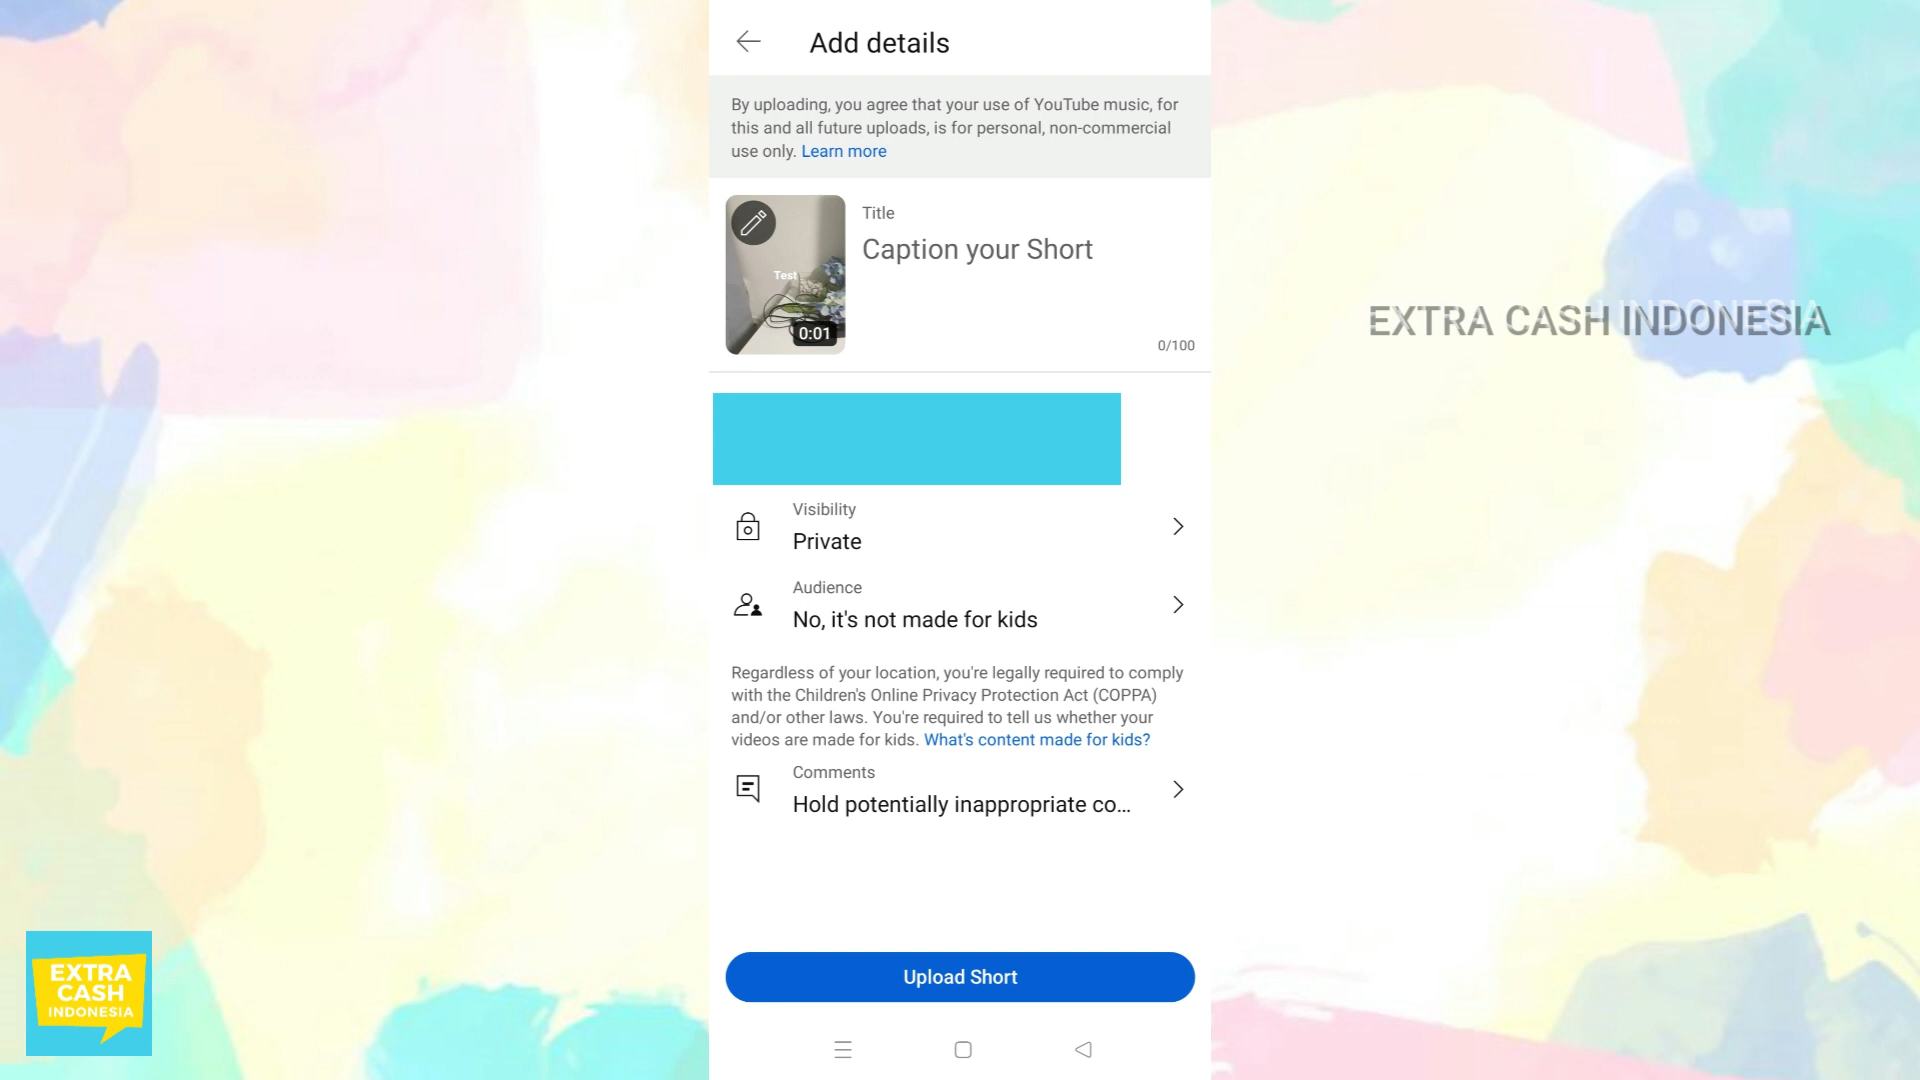 Add details
By uploading, you agree that your use of YouTube music, for
this and all future uploads, is for personal, non-commercial
use only. Learn more
Title
Caption your Short
Test
0:01
0/100
Visibility
Private
Audience
No, it's not made for kids
Regardless of your location, you're legally required to comply
with the Children's Online Privacy Protection Act (COPPA)
and/or other laws. You're required to tell us whether your
videos are made for kids. What's content made for kids?
Comments
Hold potentially inappropriate co...
Upload Short
EXTRA CASH INDONESIA
EXTRA
CASH
INDONESIA